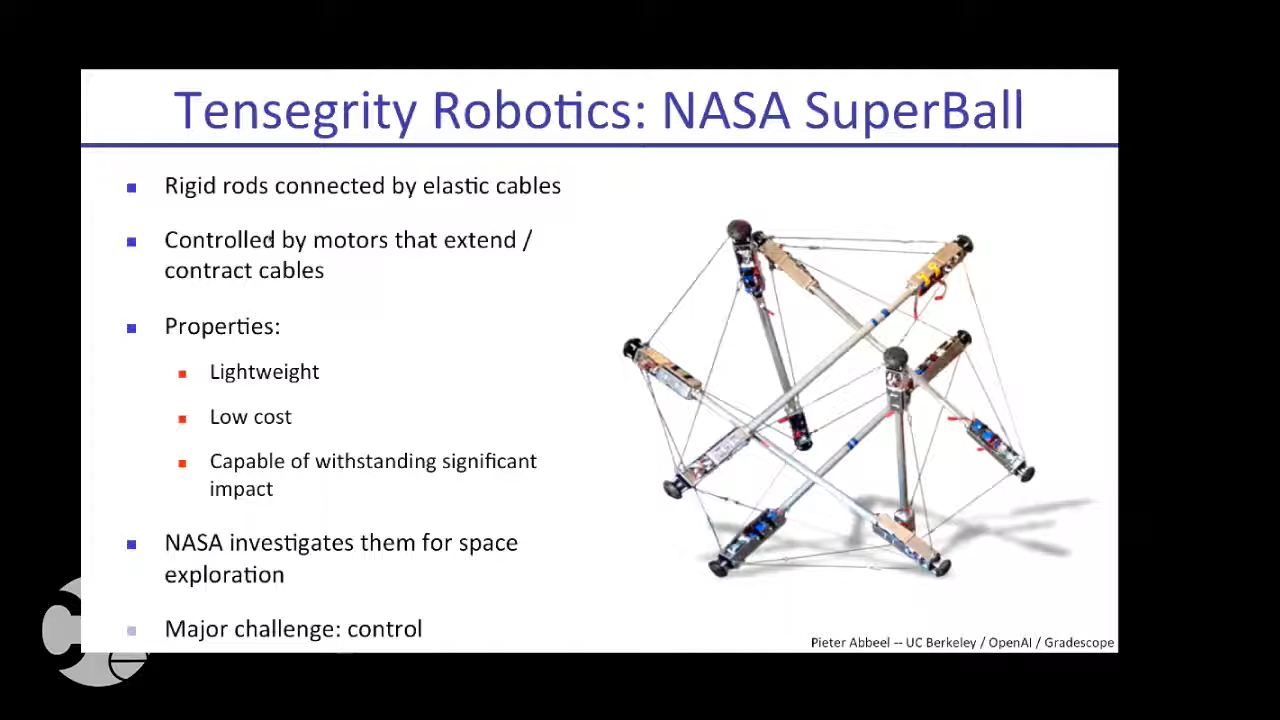 Tensegrity Robotics: NASA SuperBall
Rigid rods connected by elastic cables
Controlled by motors that extend /
contract cables
Properties:
Lightweight
Low cost
Capable of withstanding significant
impact
NASA investigates them for space
exploration
Major challenge: control
Pieter Abbeel -- UC Berkeley / OpenAI / Gradescope